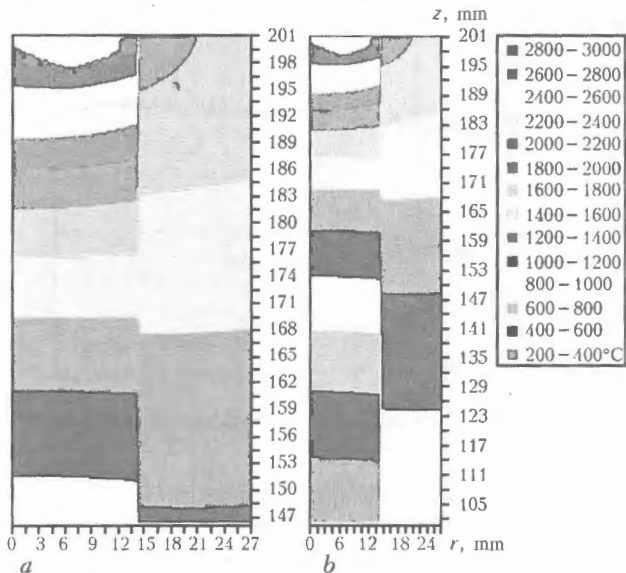 z, mm
201
198
195
192
189
186
183
180
177
174
171
168
165
162
159
156
153
150
147
0 3 6 9 12 15 18 21 24 27
a
201
195
189
183
177
171
165
159
153
147
141
135
129
123
117
111
105
0 6 12 18 24 r, mm
b
2800 – 3000
2600 – 2800
2400 – 2600
2200 – 2400
2000 – 2200
1800 – 2000
1600 – 1800
1400 – 1600
1200 – 1400
1000 – 1200
800 – 1000
600 – 800
400 – 600
200 – 400°C